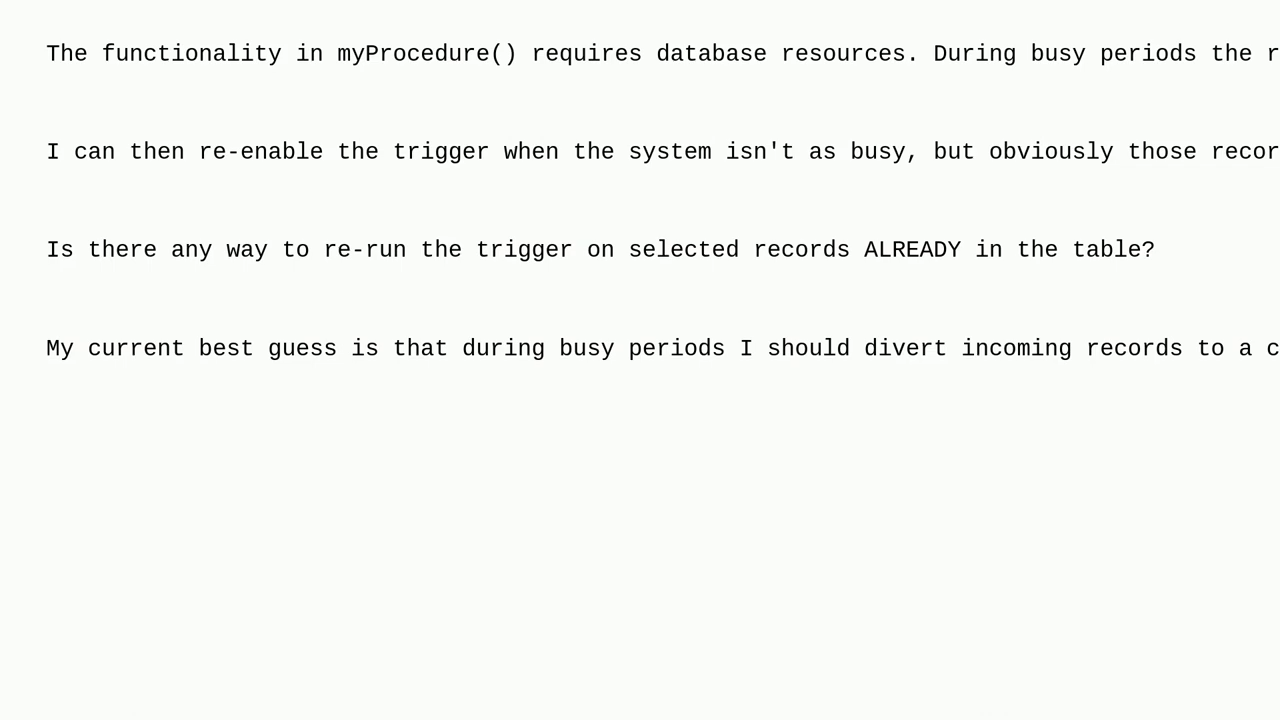 The functionality in myProcedure() requires database resources. During busy periods the
I can then re-enable the trigger when the system isn't as busy, but obviously those
Is there any way to re-run the trigger on selected records ALREADY in the table?
My current best guess is that during busy periods I should divert incoming records to a